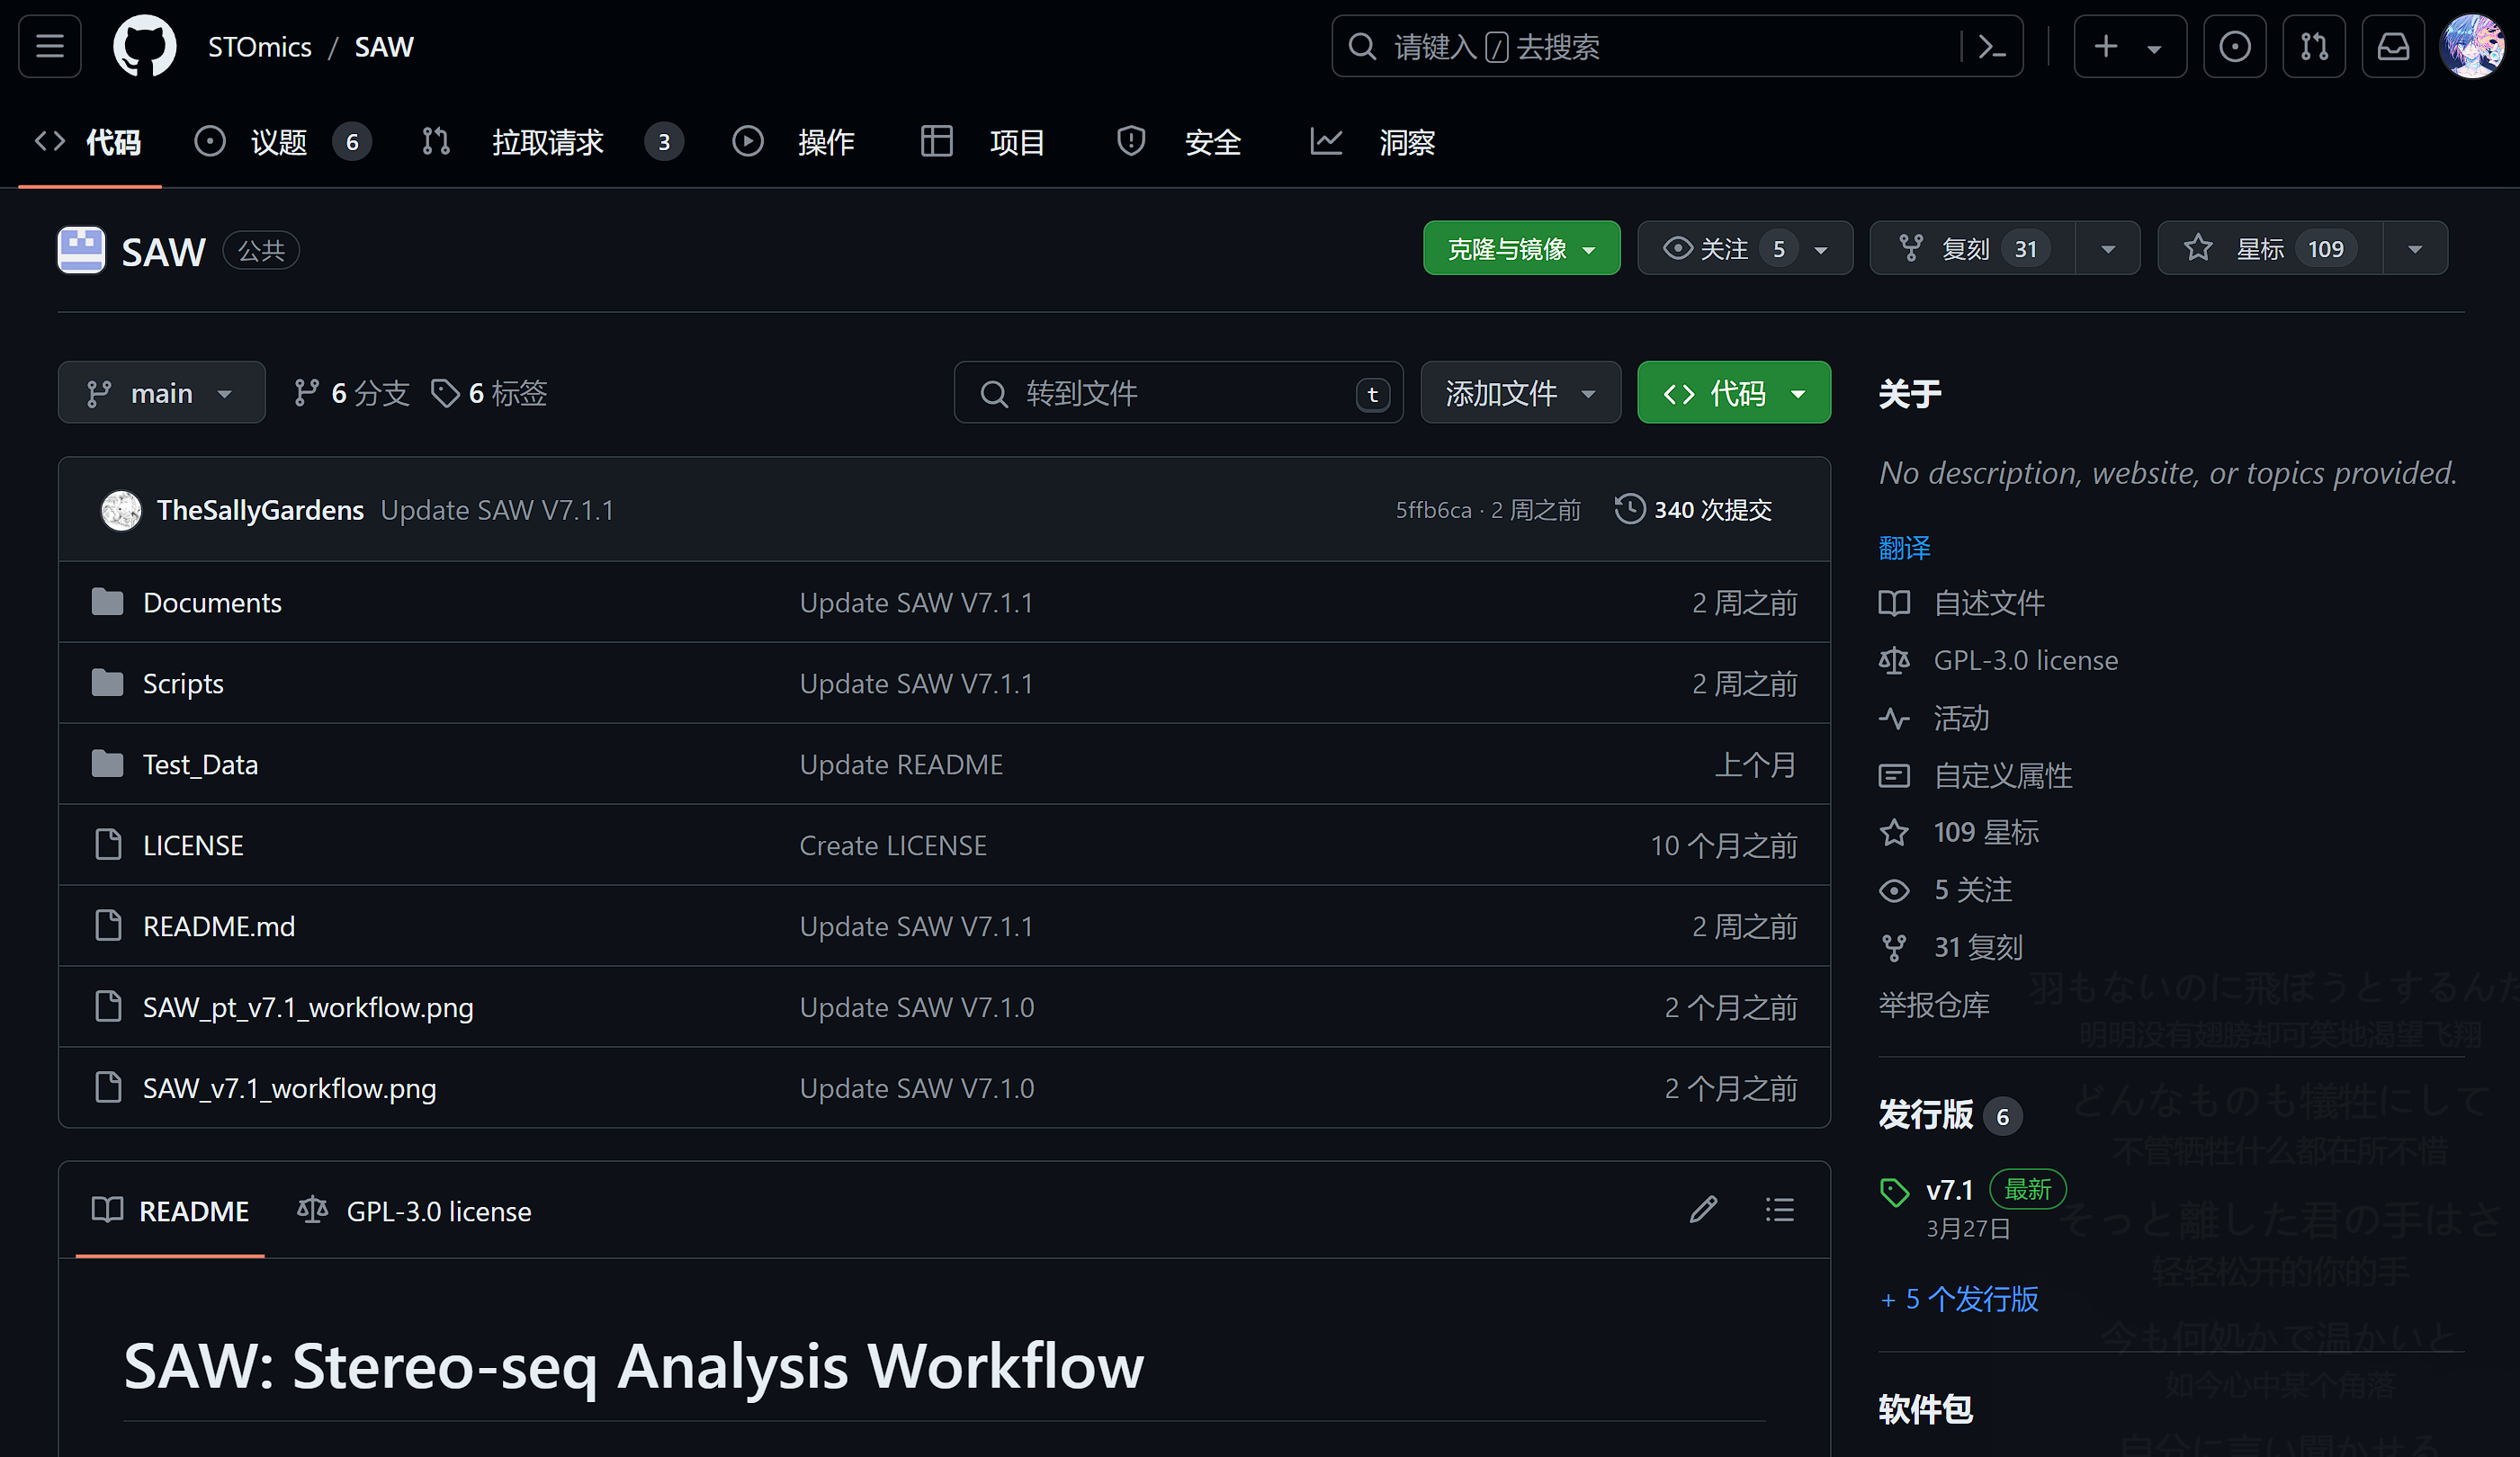 STOmics / SAW
请键入 / 去搜索
代码 议题 6 拉取请求 3 操作 项目 安全 洞察
SAW 公共
克隆与镜像 关注 5 复刻 31 星标 109
main 6 分支 6 标签
转到文件 t 添加文件 代码
TheSallyGardens Update SAW V7.1.1 5ffb6ca · 2 周之前 340 次提交
Documents Update SAW V7.1.1 2 周之前
Scripts Update SAW V7.1.1 2 周之前
Test_Data Update README 上个月
LICENSE Create LICENSE 10 个月之前
README.md Update SAW V7.1.1 2 周之前
SAW_pt_v7.1_workflow.png Update SAW V7.1.0 2 个月之前
SAW_v7.1_workflow.png Update SAW V7.1.0 2 个月之前
README GPL-3.0 license
SAW: Stereo-seq Analysis Workflow
关于
No description, website, or topics provided.
翻译
自述文件
GPL-3.0 license
活动
自定义属性
109 星标
5 关注
31 复刻
举报仓库
发行版 6
v7.1 最新
3月27日
+ 5 个发行版
软件包
羽もないのに飛ぼうとするんだ
明明没有翅膀却可笑地渴望飞翔
どんなものも犠牲にして
不管牺牲什么都在所不惜
そっと離した君の手はさ
轻轻松开的你的手
今も何処かで温かいと
如今心中某个角落
自分に言い聞かせる